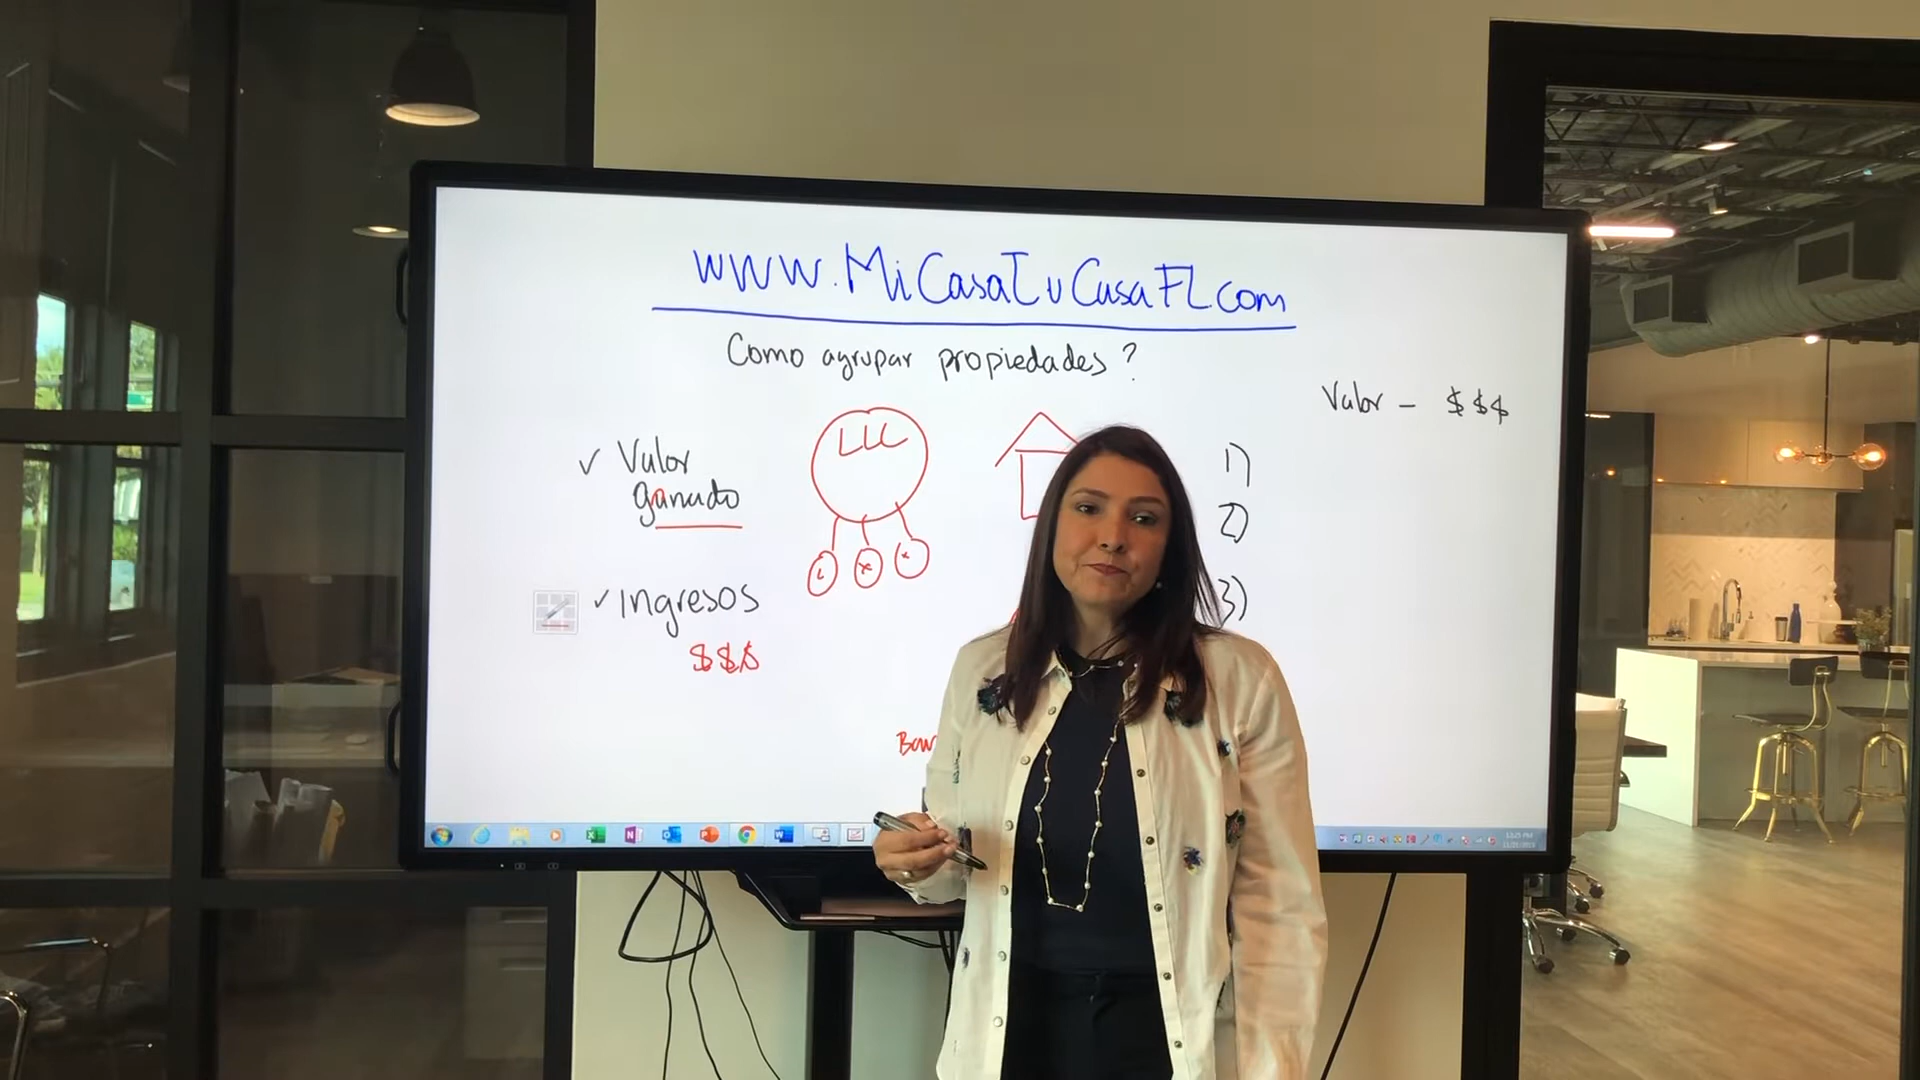 www.MiCasaTuCasaFL.com
Como agrupar propiedades?
Valor - $$$
✓ Valor
ganado
LLC
1)
2)
3)
✓ Ingresos
$$$